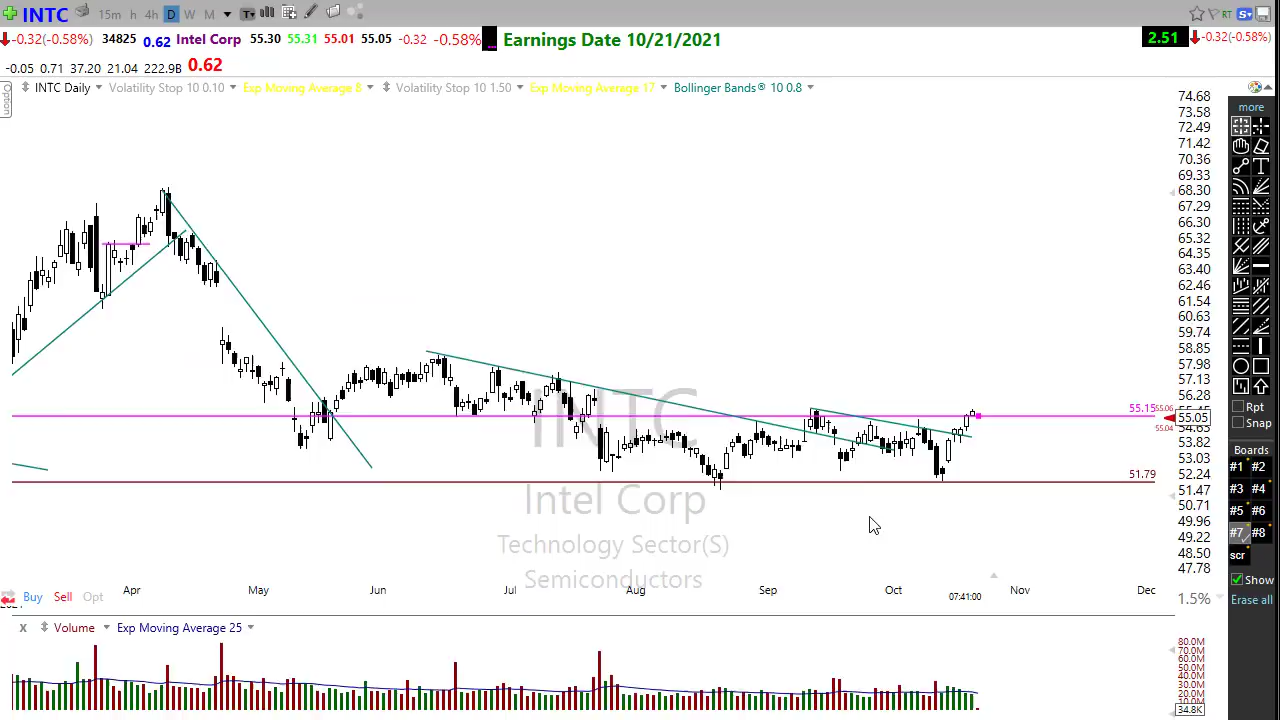 INTC 15m h 4h D W M
-0.32(-0.58%) 34825 0.62 Intel Corp 55.30 55.31 55.01 55.05 -0.32 -0.58% Earnings Date 10/21/2021 2.51 -0.32(-0.58%)
-0.05 0.71 37.20 21.04 222.9B 0.62
Option
INTC Daily Volatility Stop 10 0.10 Exp Moving Average 8 Volatility Stop 10 1.50 Exp Moving Average 17 Bollinger Bands® 10 0.8
74.68
73.58
72.49
71.42
70.36
69.33
68.30
67.29
66.30
65.32
64.35
63.40
62.46
61.54
60.63
59.74
58.85
57.98
57.13
56.28
55.15
55.06
55.05
55.04
53.82
53.03
51.79
52.24
51.47
50.71
49.96
49.22
48.50
47.78
INTC
Intel Corp
Technology Sector(S)
Semiconductors
Apr May Jun Jul Aug Sep Oct Nov Dec
07:41:00
Buy Sell Opt
1.5%
X Volume Exp Moving Average 25
80.0M
70.0M
60.0M
50.0M
40.0M
30.0M
20.0M
34.8K
RT
more
T
Rpt
Snap
Boards
#1 #2
#3 #4
#5 #6
#7 #8
scr
Show
Erase all